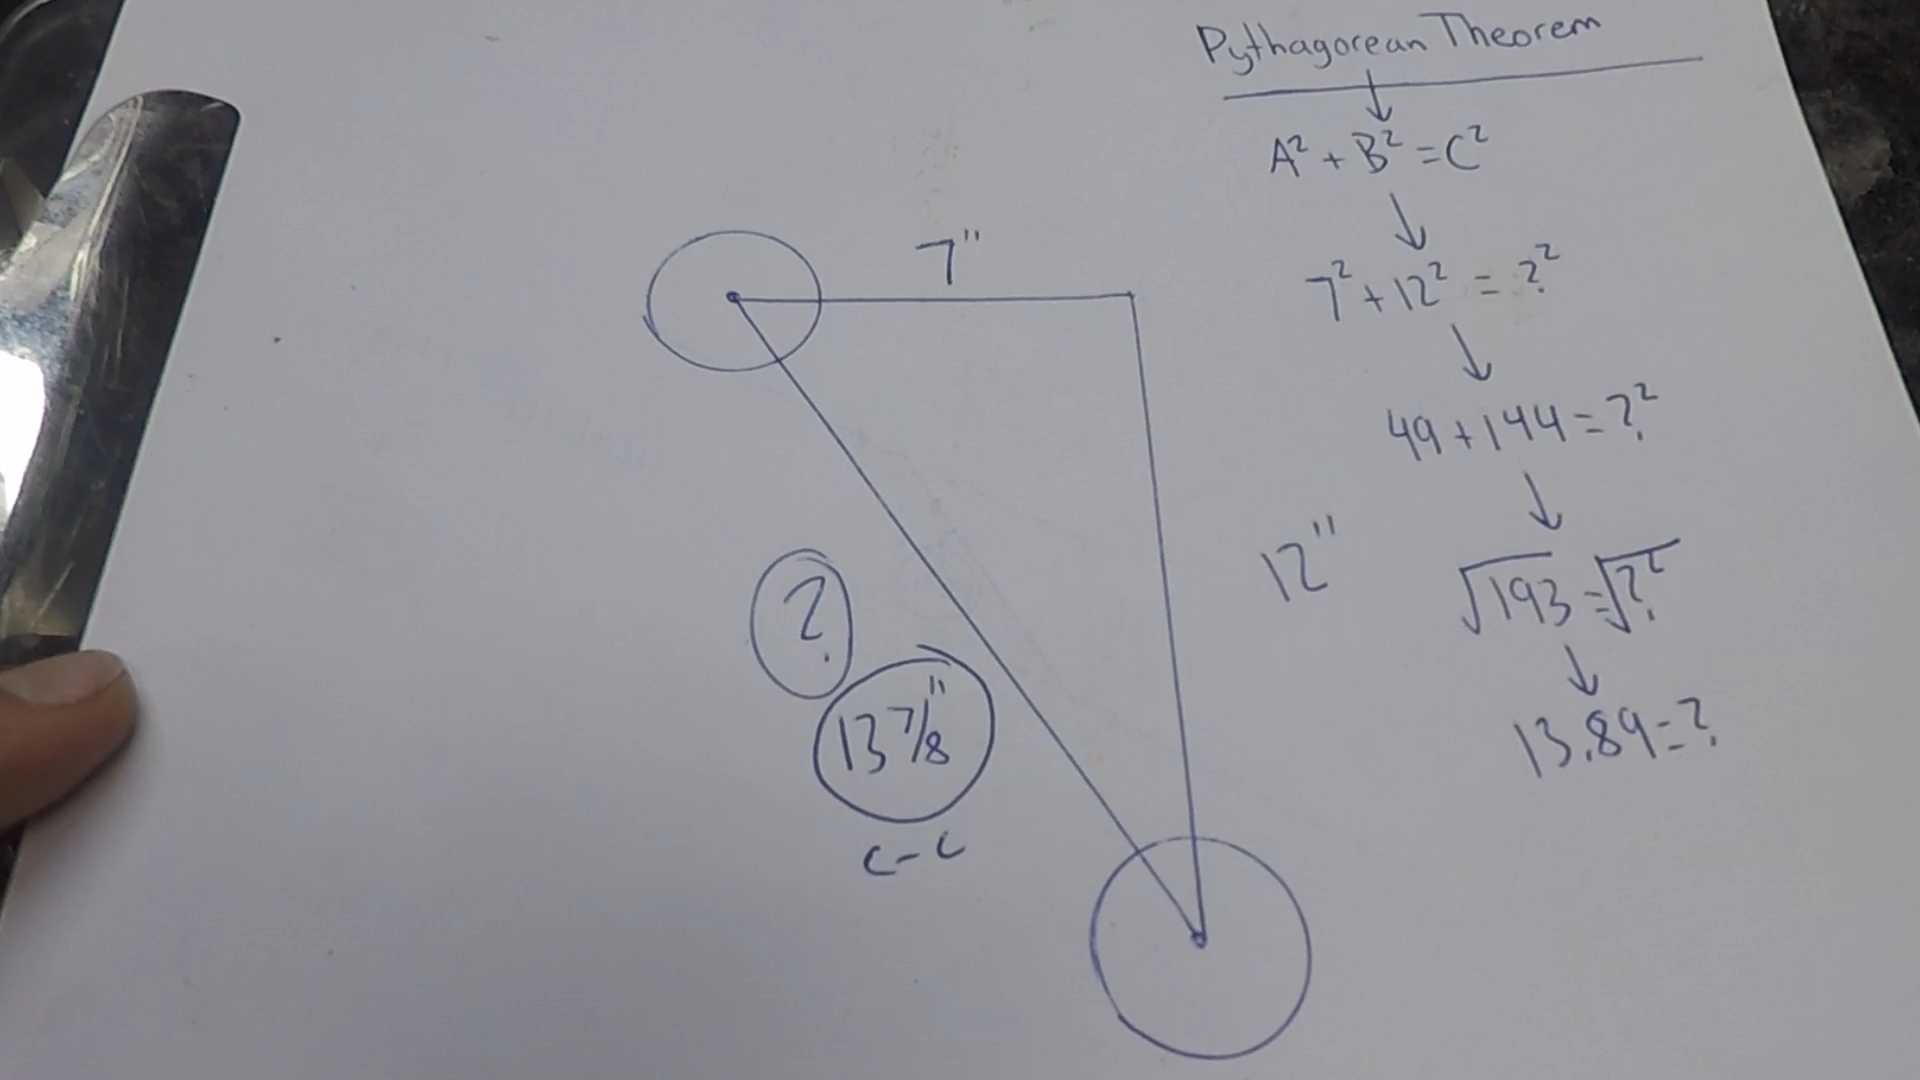 Pythagorean Theorem
A² + B² = C²
7"
7² + 12² = ?²
49 + 144 = ?²
12"
√193 = √?²
?
13 7/8"
13.89 = ?
C-C